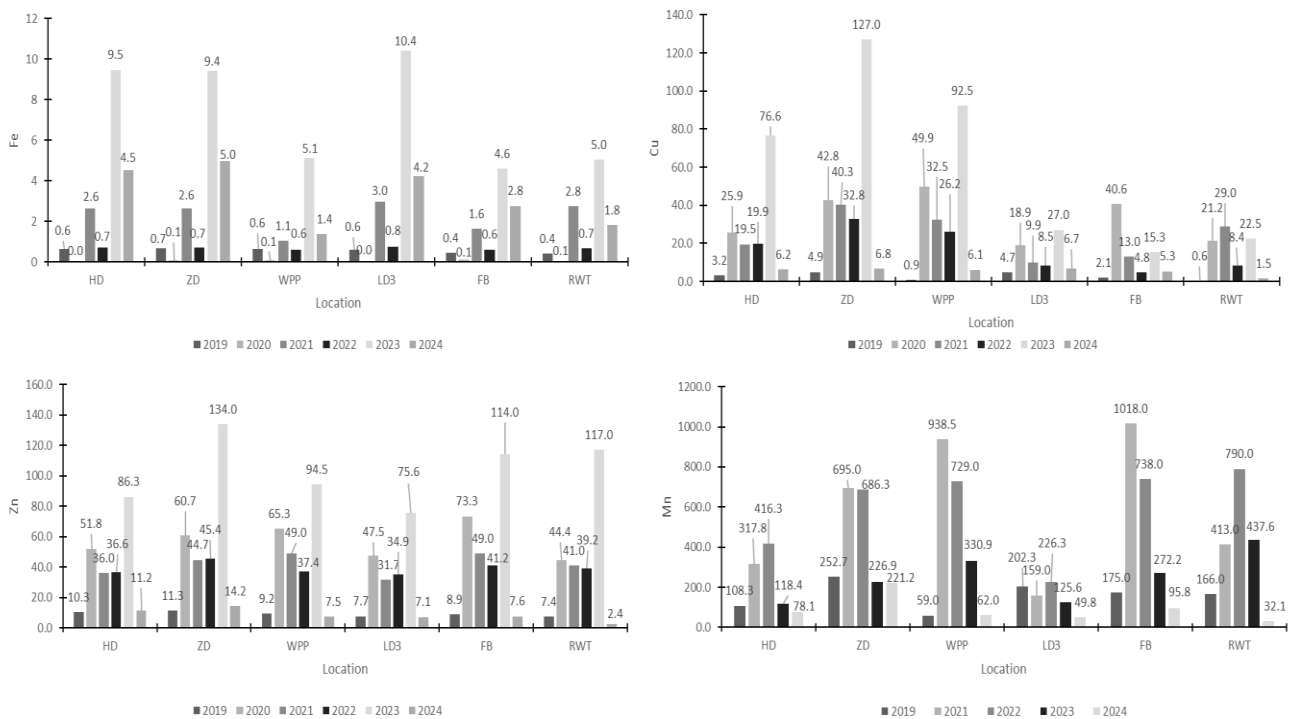 Fe
12
10
8
6
4
2
0
0.6 0.0 2.6 0.7 9.5 4.5
0.7 0.1 2.6 0.7 9.4 5.0
0.6 0.1 1.1 0.6 5.1 1.4
0.6 0.0 3.0 0.8 10.4 4.2
0.4 0.1 1.6 0.6 4.6 2.8
0.4 0.1 2.8 0.7 5.0 1.8
HD ZD WPP LD3 FB RWT
Location
2019 2020 2021 2022 2023 2024
Cu
140.0
120.0
100.0
80.0
60.0
40.0
20.0
0.0
3.2 25.9 19.5 19.9 76.6 6.2
4.9 42.8 40.3 32.8 127.0 6.8
0.9 49.9 32.5 26.2 92.5 6.1
4.7 18.9 9.9 8.5 27.0 6.7
2.1 40.6 13.0 4.8 15.3 5.3
0.6 21.2 29.0 8.4 22.5 1.5
HD ZD WPP LD3 FB RWT
Location
2019 2020 2021 2022 2023 2024
Zn
160.0
140.0
120.0
100.0
80.0
60.0
40.0
20.0
0.0
10.3 51.8 36.0 36.6 86.3 11.2
11.3 60.7 44.7 45.4 134.0 14.2
9.2 65.3 49.0 37.4 94.5 7.5
7.7 47.5 31.7 34.9 75.6 7.1
8.9 73.3 49.0 41.2 114.0 7.6
7.4 44.4 41.0 39.2 117.0 2.4
HD ZD WPP LD3 FB RWT
Location
2019 2020 2021 2022 2023 2024
Mn
1200.0
1000.0
800.0
600.0
400.0
200.0
0.0
108.3 317.8 416.3 118.4 78.1
252.7 695.0 686.3 226.9 221.2
59.0 938.5 729.0 330.9 62.0
202.3 159.0 226.3 125.6 49.8
175.0 1018.0 738.0 272.2 95.8
166.0 413.0 790.0 437.6 32.1
HD ZD WPP LD3 FB RWT
Location
2019 2021 2022 2023 2024